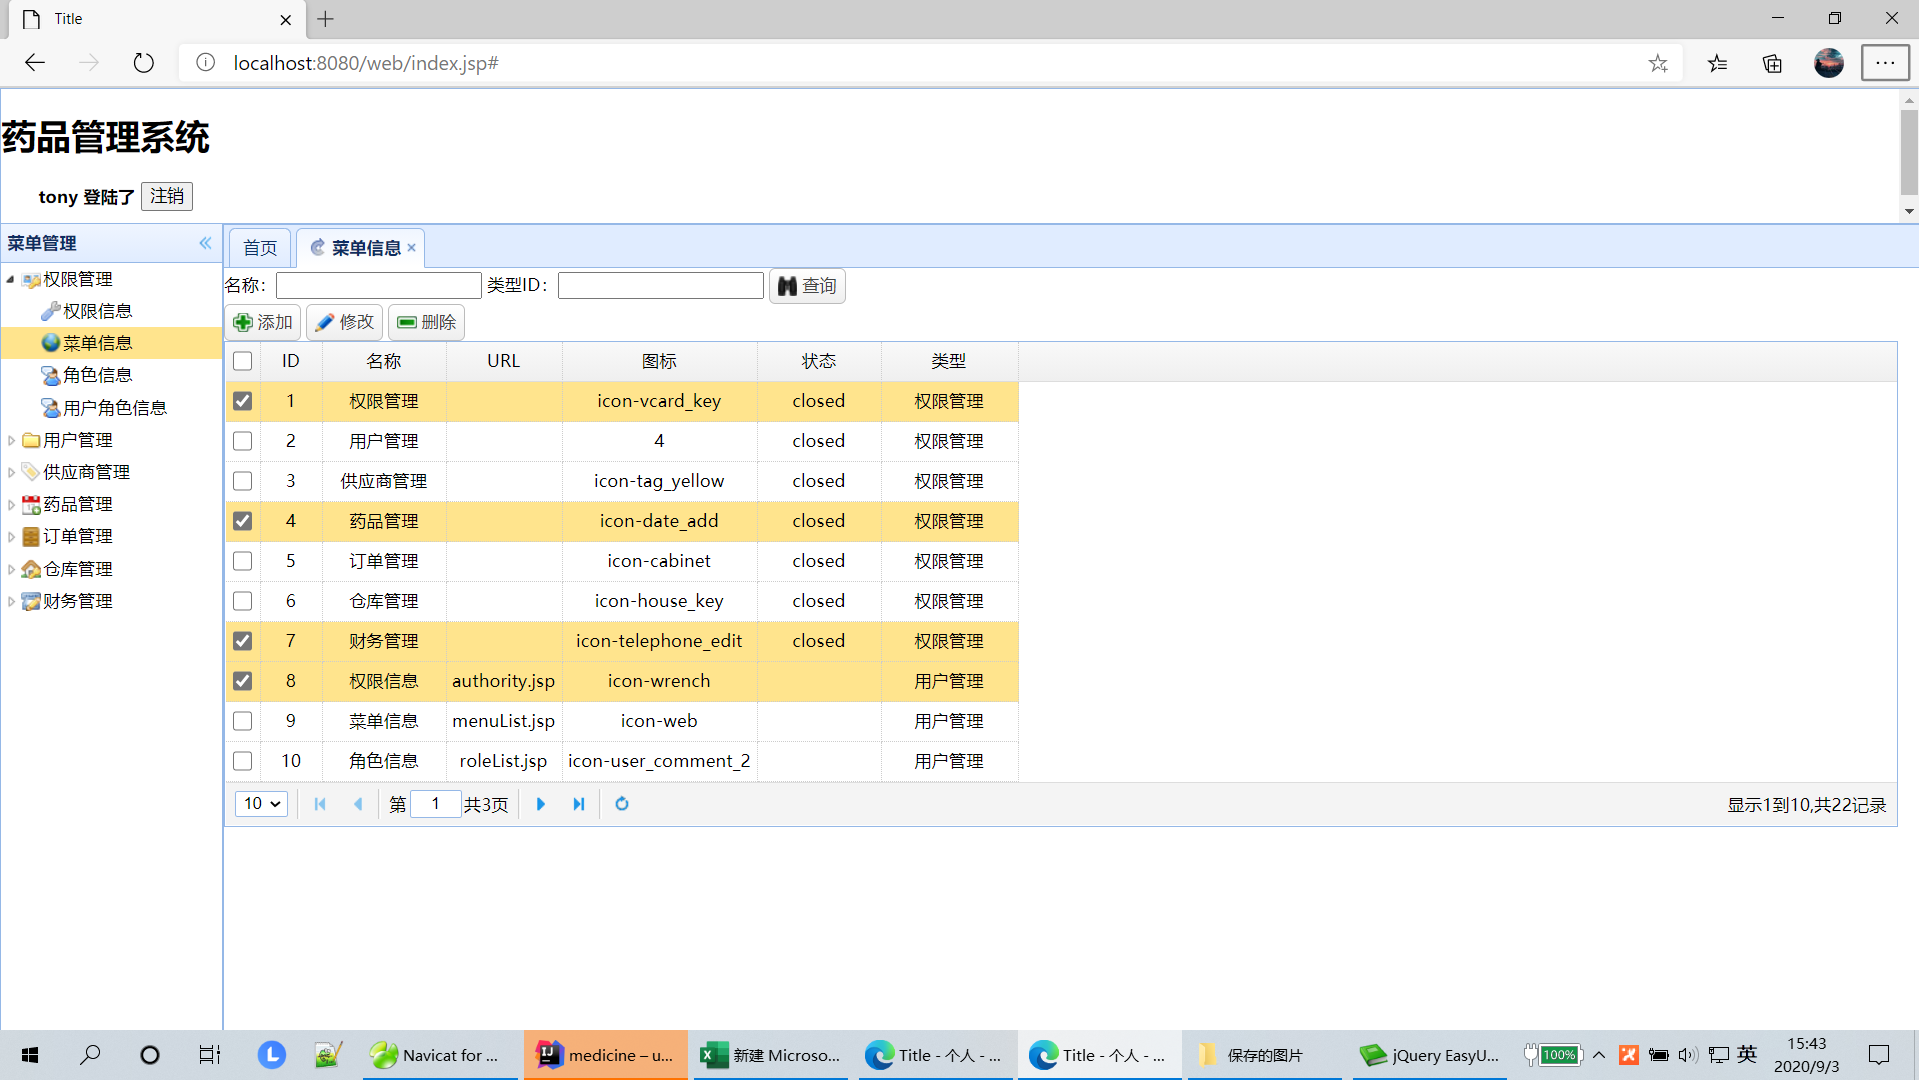 Title
localhost:8080/web/index.jsp#
药品管理系统
tony 登陆了 注销
菜单管理
权限管理
权限信息
菜单信息
角色信息
用户角色信息
用户管理
供应商管理
药品管理
订单管理
仓库管理
财务管理
首页 菜单信息
名称： 类型ID： 查询
添加 修改 删除
ID 名称 URL 图标 状态 类型
1 权限管理 icon-vcard_key closed 权限管理
2 用户管理 4 closed 权限管理
3 供应商管理 icon-tag_yellow closed 权限管理
4 药品管理 icon-date_add closed 权限管理
5 订单管理 icon-cabinet closed 权限管理
6 仓库管理 icon-house_key closed 权限管理
7 财务管理 icon-telephone_edit closed 权限管理
8 权限信息 authority.jsp icon-wrench 用户管理
9 菜单信息 menuList.jsp icon-web 用户管理
10 角色信息 roleList.jsp icon-user_comment_2 用户管理
10 第 1 共3页 显示1到10,共22记录
Navicat for ... medicine – u... 新建 Microso... Title - 个人 - ... Title - 个人 - ... 保存的图片 jQuery EasyU... 100% 英 15:43
2020/9/3